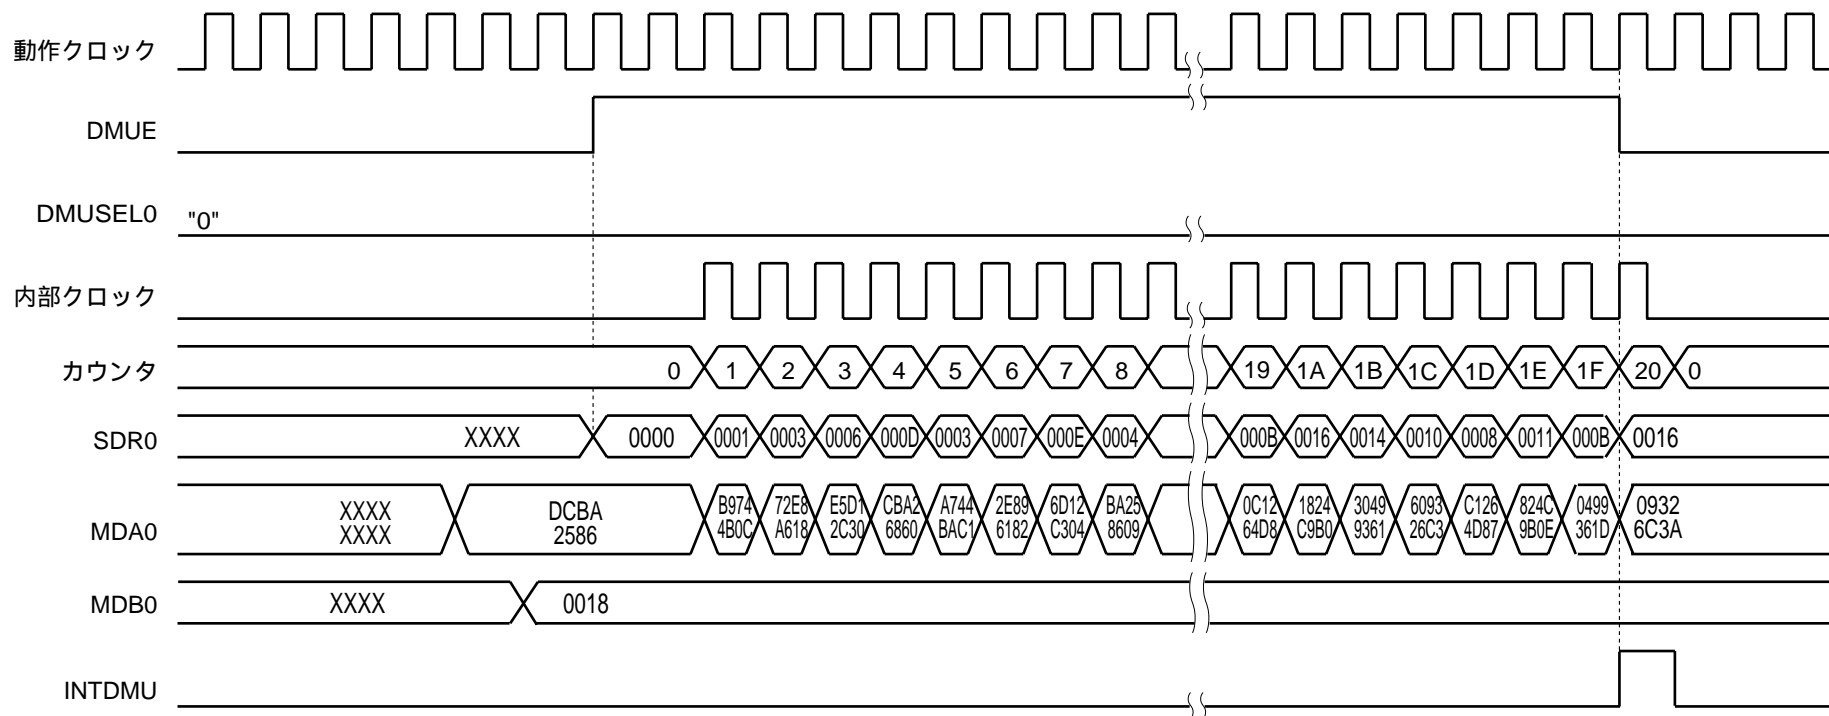 動作クロック
DMUE
DMUSEL0 "0"
内部クロック
カウンタ 0 1 2 3 4 5 6 7 8 19 1A 1B 1C 1D 1E 1F 20 0
SDR0 XXXX 0000 0001 0003 0006 000D 0003 0007 000E 0004 000B 0016 0014 0010 0008 0011 000B 0016
XXXX DCBA B974 72E8 E5D1 CBA2 A744 2E89 6D12 BA25 0C12 1824 3049 6093 C126 824C 0499 0932
MDA0 XXXX 2586 4B0C A618 2C30 6860 BAC1 6182 C304 8609 64D8 C9B0 9361 26C3 4D87 9B0E 361D 6C3A
MDB0 XXXX 0018
INTDMU